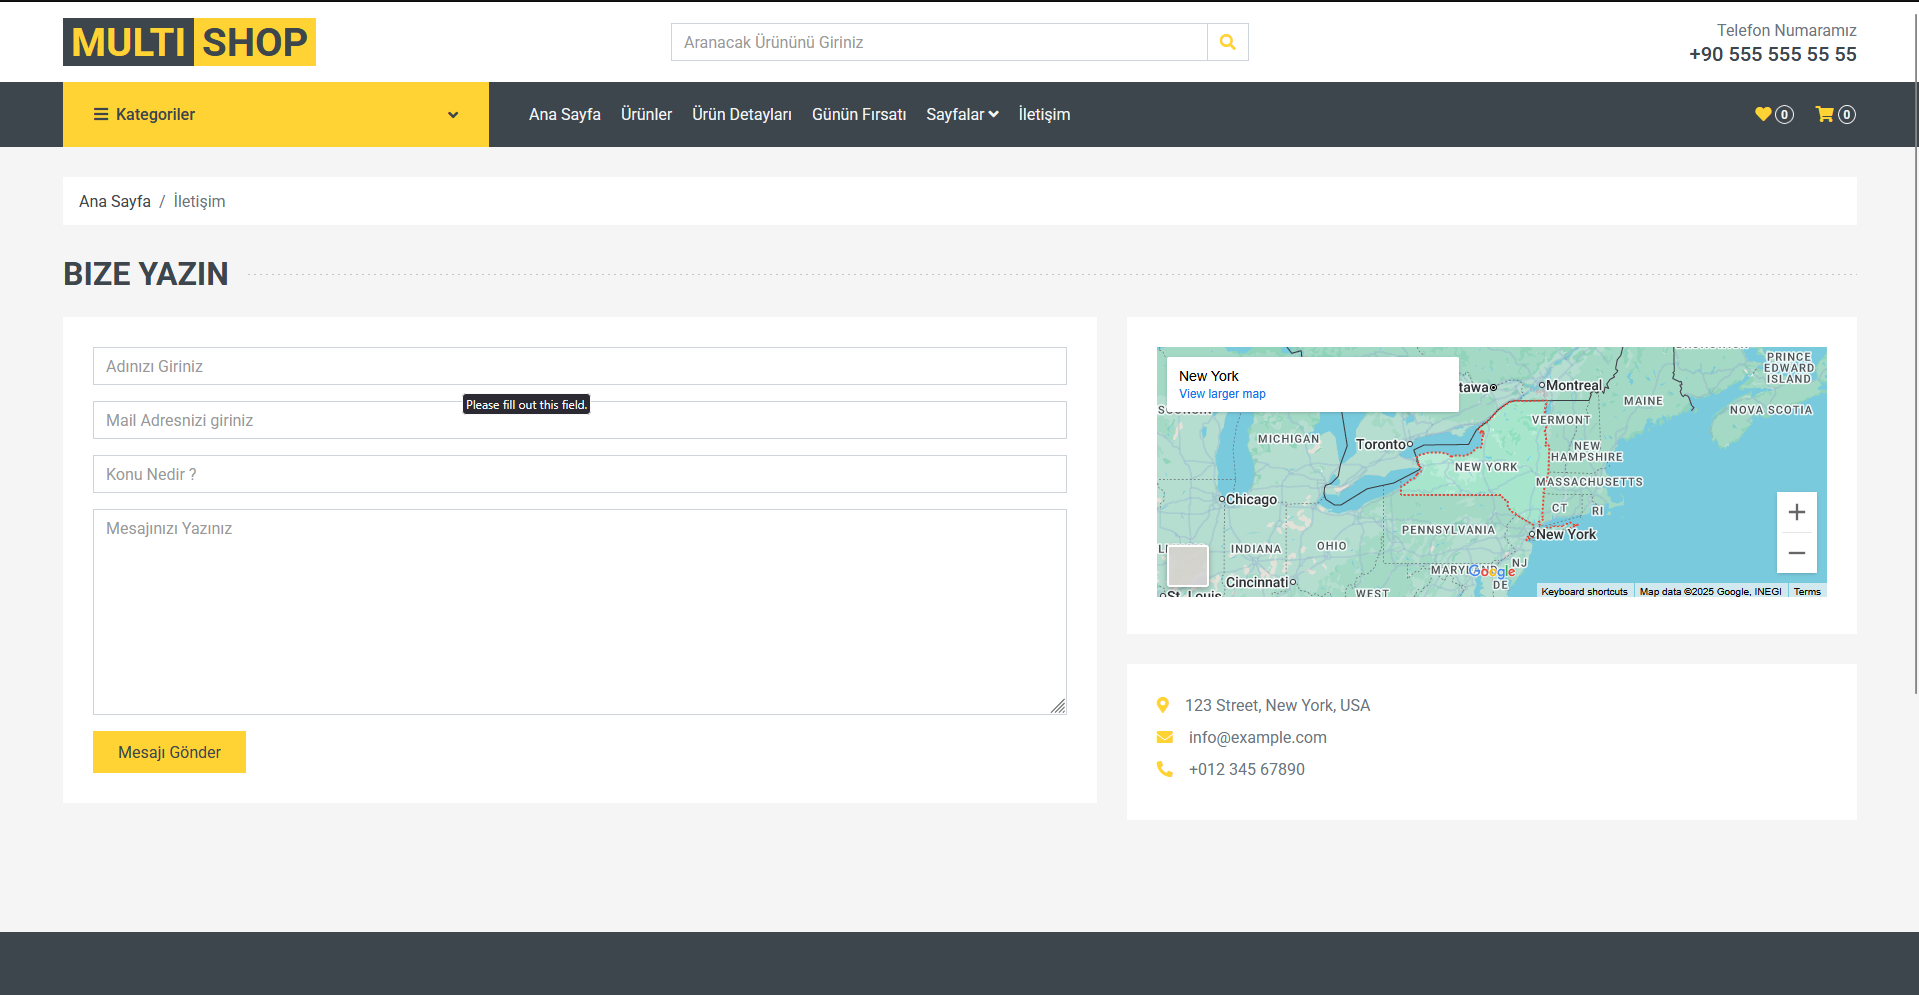 MULTI SHOP
Aranacak Ürününü Giriniz
Telefon Numaramız
+90 555 555 55 55
Kategoriler
Ana Sayfa Ürünler Ürün Detayları Günün Fırsatı Sayfalar İletişim
0 0
Ana Sayfa / İletişim
BIZE YAZIN
Adınızı Giriniz
Please fill out this field.
Mail Adresnizi giriniz
Konu Nedir ?
Mesajınızı Yazınız
Mesajı Gönder
New York
View larger map
tawa
Montreal
PRINCE
EDWARD
ISLAND
MAINE
NOVA SCOTIA
VERMONT
MICHIGAN
Toronto
NEW
HAMPSHIRE
NEW YORK
MASSACHUSETTS
Chicago
CT
RI
PENNSYLVANIA
New York
INDIANA
OHIO
NJ
MARYLAND
Google
DE
Cincinnati
WEST
St. Louis
Keyboard shortcuts Map data ©2025 Google, INEGI Terms
123 Street, New York, USA
info@example.com
+012 345 67890